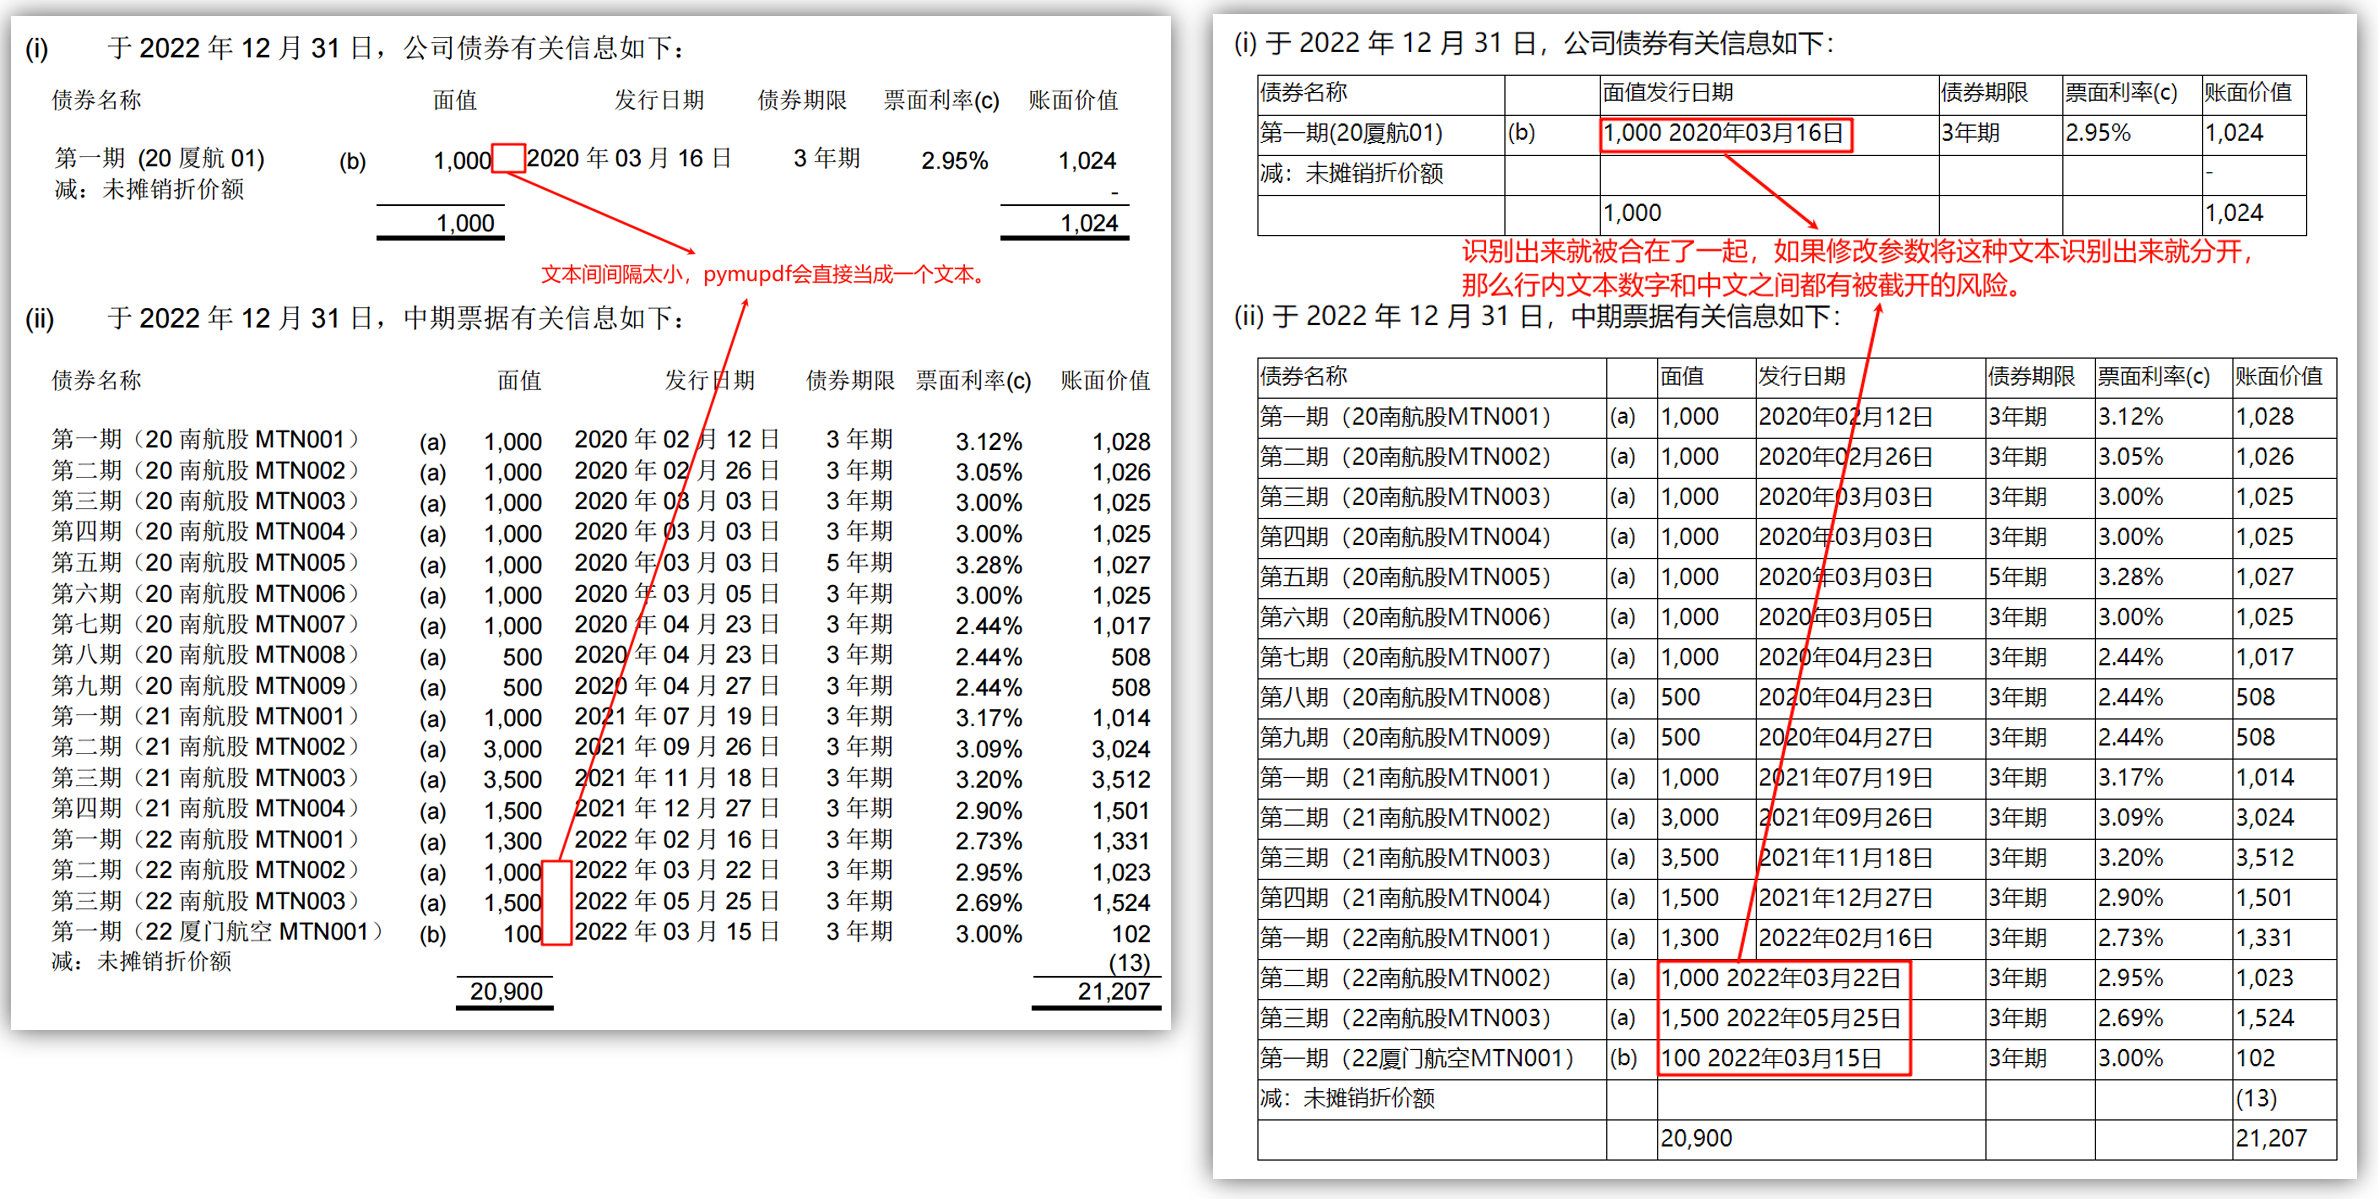 (i) 于 2022 年 12 月 31 日，公司债券有关信息如下：
债券名称 面值 发行日期 债券期限 票面利率(c) 账面价值
第一期 (20 厦航 01) (b) 1,000 2020 年 03 月 16 日 3 年期 2.95% 1,024
减：未摊销折价额 -
1,000 1,024
文本间间隔太小，pymupdf会直接当成一个文本。
(ii) 于 2022 年 12 月 31 日，中期票据有关信息如下：
债券名称 面值 发行日期 债券期限 票面利率(c) 账面价值
第一期（20 南航股 MTN001） (a) 1,000 2020 年 02 月 12 日 3 年期 3.12% 1,028
第二期（20 南航股 MTN002） (a) 1,000 2020 年 02 月 26 日 3 年期 3.05% 1,026
第三期（20 南航股 MTN003） (a) 1,000 2020 年 03 月 03 日 3 年期 3.00% 1,025
第四期（20 南航股 MTN004） (a) 1,000 2020 年 03 月 03 日 3 年期 3.00% 1,025
第五期（20 南航股 MTN005） (a) 1,000 2020 年 03 月 03 日 5 年期 3.28% 1,027
第六期（20 南航股 MTN006） (a) 1,000 2020 年 03 月 05 日 3 年期 3.00% 1,025
第七期（20 南航股 MTN007） (a) 1,000 2020 年 04 月 23 日 3 年期 2.44% 1,017
第八期（20 南航股 MTN008） (a) 500 2020 年 04 月 23 日 3 年期 2.44% 508
第九期（20 南航股 MTN009） (a) 500 2020 年 04 月 27 日 3 年期 2.44% 508
第一期（21 南航股 MTN001） (a) 1,000 2021 年 07 月 19 日 3 年期 3.17% 1,014
第二期（21 南航股 MTN002） (a) 3,000 2021 年 09 月 26 日 3 年期 3.09% 3,024
第三期（21 南航股 MTN003） (a) 3,500 2021 年 11 月 18 日 3 年期 3.20% 3,512
第四期（21 南航股 MTN004） (a) 1,500 2021 年 12 月 27 日 3 年期 2.90% 1,501
第一期（22 南航股 MTN001） (a) 1,300 2022 年 02 月 16 日 3 年期 2.73% 1,331
第二期（22 南航股 MTN002） (a) 1,000 2022 年 03 月 22 日 3 年期 2.95% 1,023
第三期（22 南航股 MTN003） (a) 1,500 2022 年 05 月 25 日 3 年期 2.69% 1,524
第一期（22 厦门航空 MTN001） (b) 100 2022 年 03 月 15 日 3 年期 3.00% 102
减：未摊销折价额 (13)
20,900 21,207
(i) 于 2022 年 12 月 31 日，公司债券有关信息如下：
债券名称 面值发行日期 债券期限 票面利率(c) 账面价值
第一期(20厦航01) (b) 1,000 2020年03月16日 3年期 2.95% 1,024
减：未摊销折价额 -
1,000 1,024
识别出来就被合在了一起，如果修改参数将这种文本识别出来就分开，
那么行内文本数字和中文之间都有被截开的风险。
(ii) 于 2022 年 12 月 31 日，中期票据有关信息如下：
债券名称 面值 发行日期 债券期限 票面利率(c) 账面价值
第一期（20南航股MTN001） (a) 1,000 2020年02月12日 3年期 3.12% 1,028
第二期（20南航股MTN002） (a) 1,000 2020年02月26日 3年期 3.05% 1,026
第三期（20南航股MTN003） (a) 1,000 2020年03月03日 3年期 3.00% 1,025
第四期（20南航股MTN004） (a) 1,000 2020年03月03日 3年期 3.00% 1,025
第五期（20南航股MTN005） (a) 1,000 2020年03月03日 5年期 3.28% 1,027
第六期（20南航股MTN006） (a) 1,000 2020年03月05日 3年期 3.00% 1,025
第七期（20南航股MTN007） (a) 1,000 2020年04月23日 3年期 2.44% 1,017
第八期（20南航股MTN008） (a) 500 2020年04月23日 3年期 2.44% 508
第九期（20南航股MTN009） (a) 500 2020年04月27日 3年期 2.44% 508
第一期（21南航股MTN001） (a) 1,000 2021年07月19日 3年期 3.17% 1,014
第二期（21南航股MTN002） (a) 3,000 2021年09月26日 3年期 3.09% 3,024
第三期（21南航股MTN003） (a) 3,500 2021年11月18日 3年期 3.20% 3,512
第四期（21南航股MTN004） (a) 1,500 2021年12月27日 3年期 2.90% 1,501
第一期（22南航股MTN001） (a) 1,300 2022年02月16日 3年期 2.73% 1,331
第二期（22南航股MTN002） (a) 1,000 2022年03月22日 3年期 2.95% 1,023
第三期（22南航股MTN003） (a) 1,500 2022年05月25日 3年期 2.69% 1,524
第一期（22厦门航空MTN001） (b) 100 2022年03月15日 3年期 3.00% 102
减：未摊销折价额 (13)
20,900 21,207